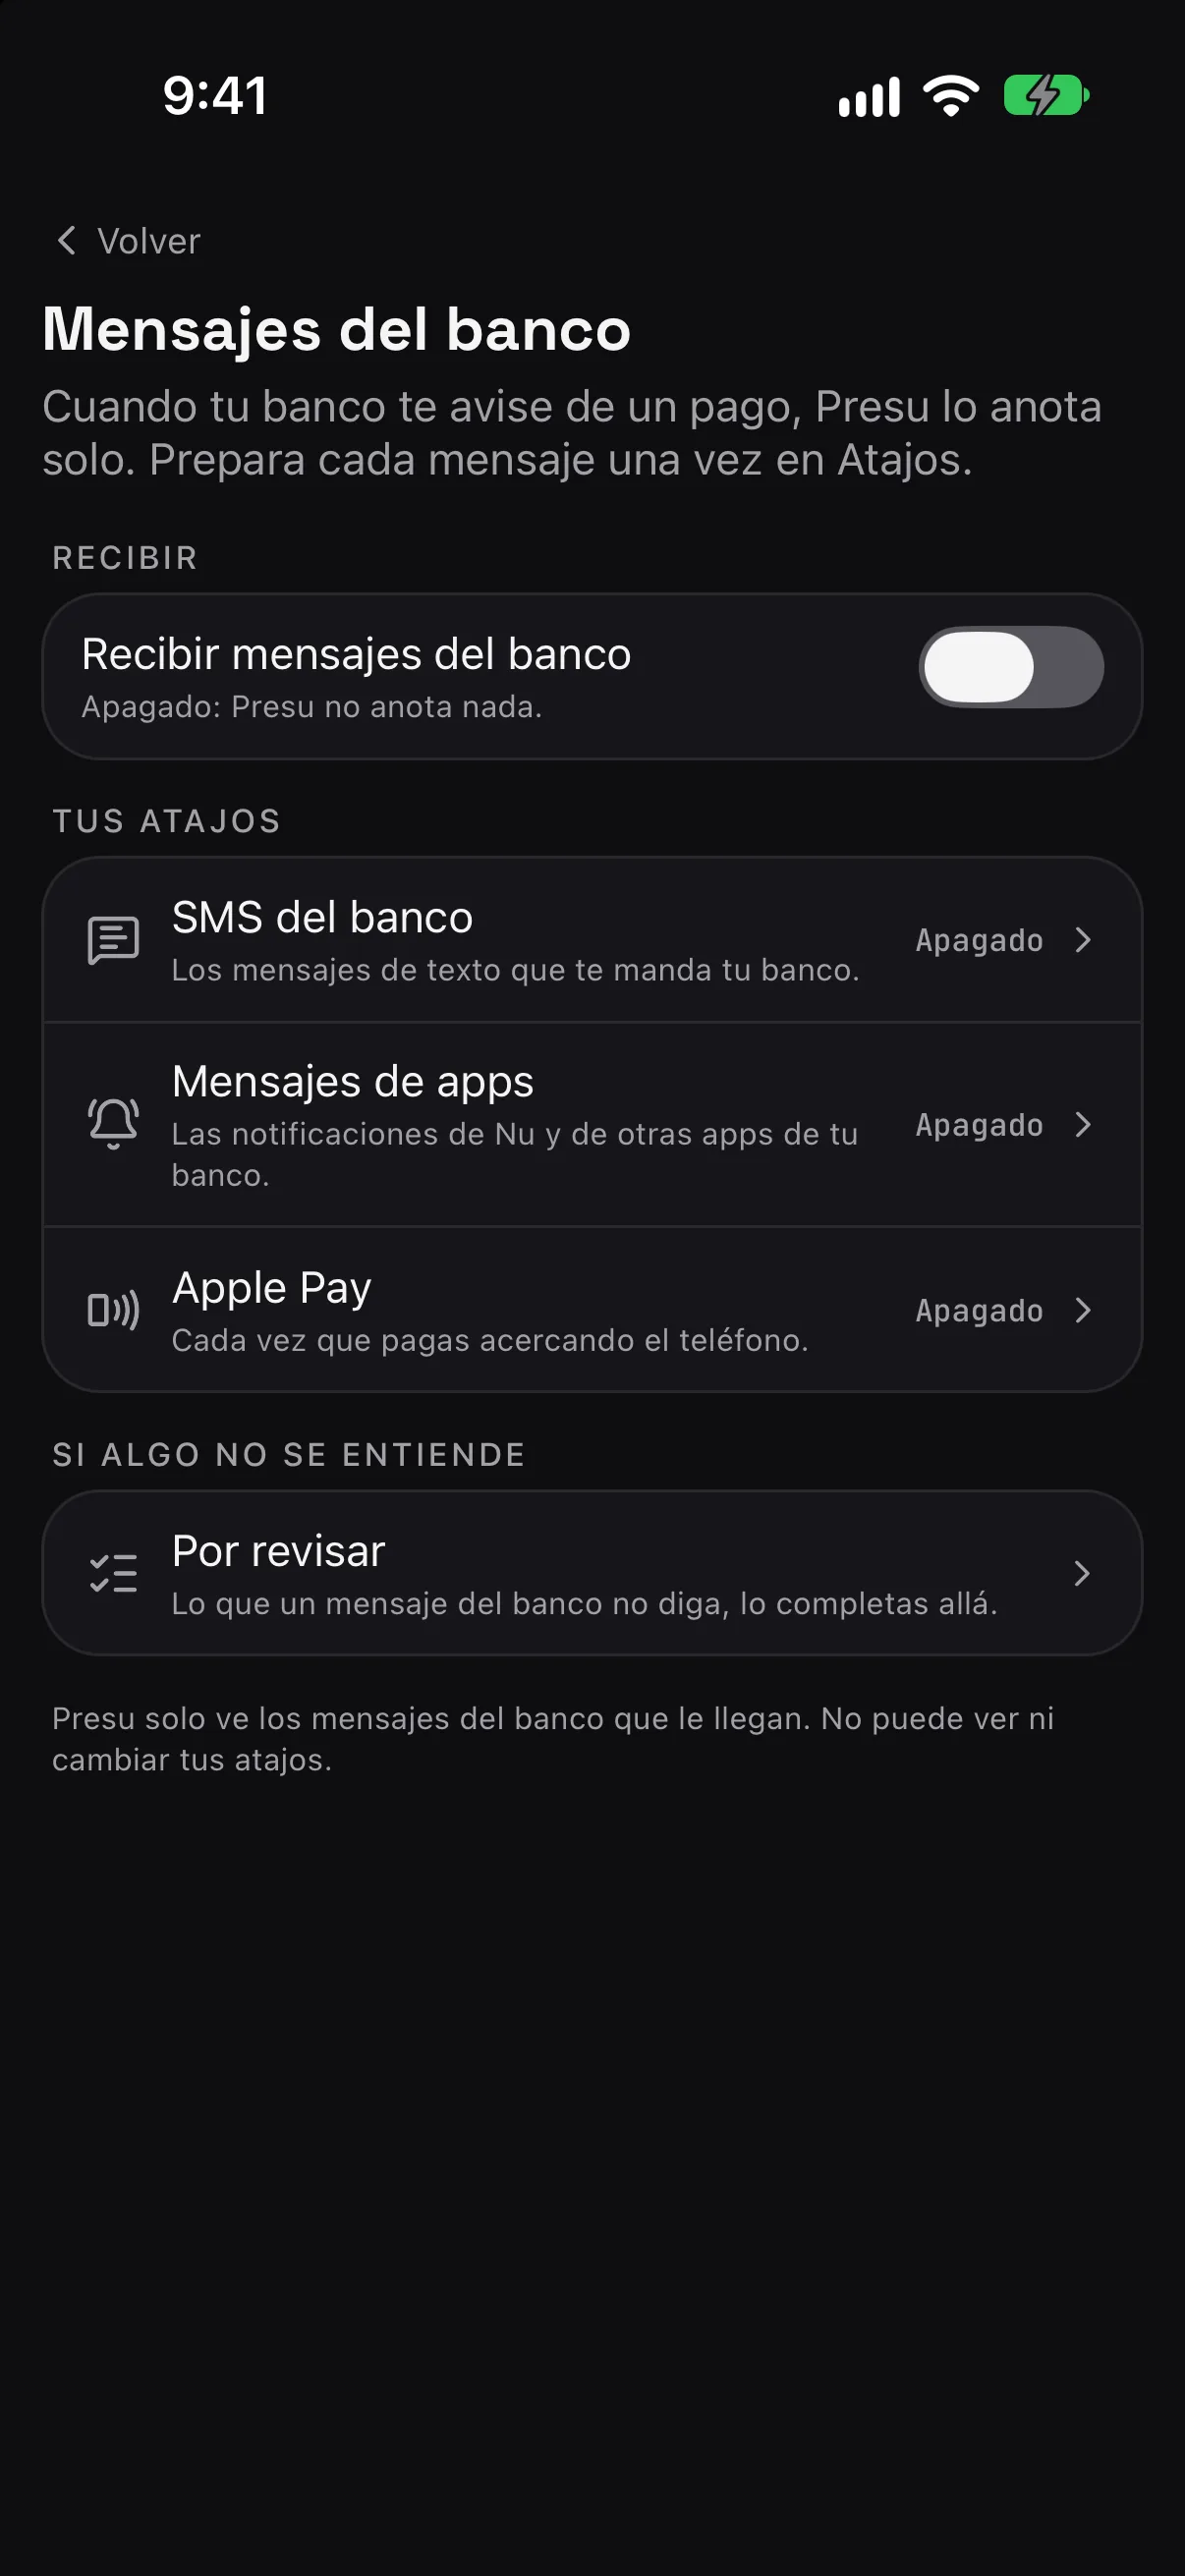 9:41
Volver
Mensajes del banco
Cuando tu banco te avise de un pago, Presu lo anota
solo. Prepara cada mensaje una vez en Atajos.
RECIBIR
Recibir mensajes del banco
Apagado: Presu no anota nada.
TUS ATAJOS
SMS del banco
Los mensajes de texto que te manda tu banco.
Apagado
Mensajes de apps
Las notificaciones de Nu y de otras apps de tu
banco.
Apagado
Apple Pay
Cada vez que pagas acercando el teléfono.
Apagado
SI ALGO NO SE ENTIENDE
Por revisar
Lo que un mensaje del banco no diga, lo completas allá.
Presu solo ve los mensajes del banco que le llegan. No puede ver ni
cambiar tus atajos.